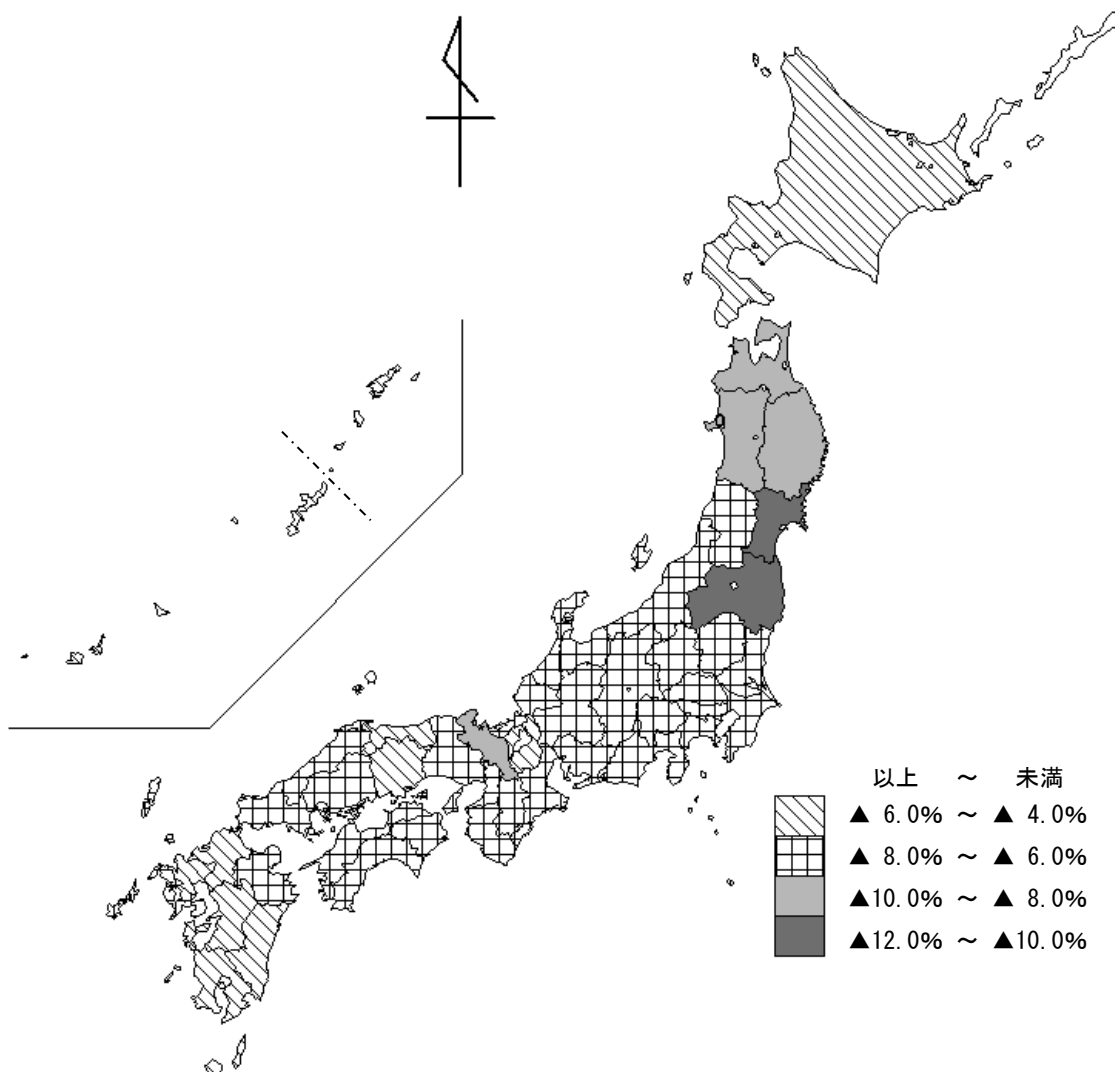 以上 ～ 未満
▲ 6.0% ～ ▲ 4.0%
▲ 8.0% ～ ▲ 6.0%
▲10.0% ～ ▲ 8.0%
▲12.0% ～ ▲10.0%